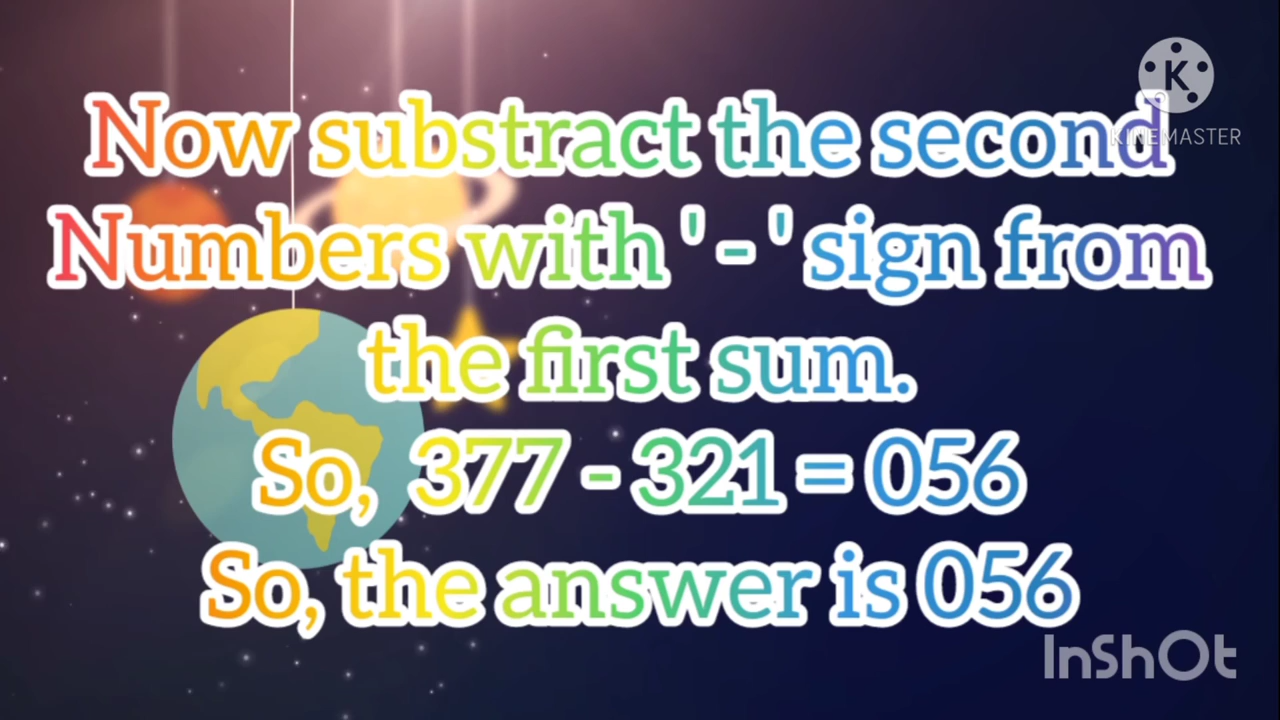 Now substract the second
Numbers with '-' sign from
the first sum.
So, 377 - 321 = 056
So, the answer is 056
K
KINEMASTER
InShOt